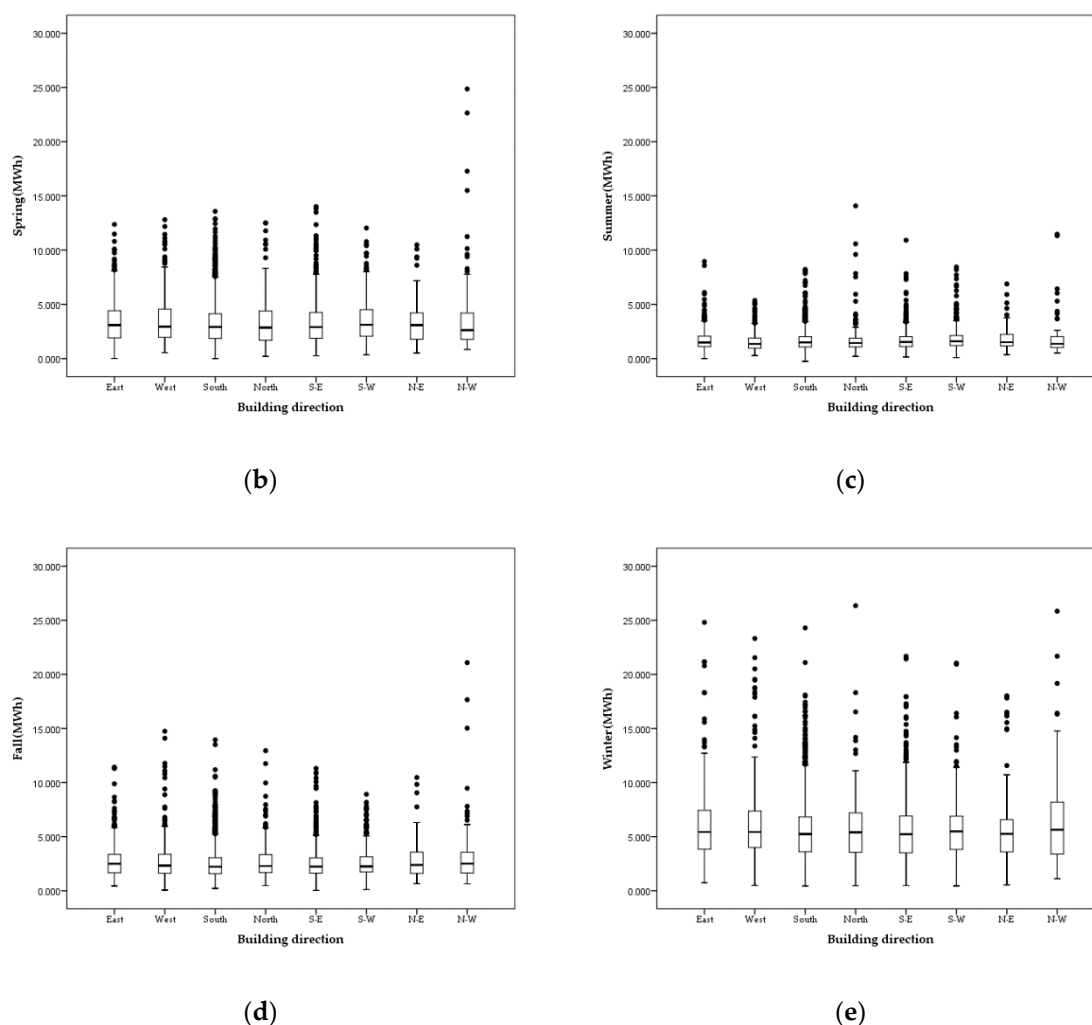 30.000
25.000
20.000
15.000
10.000
5.000
0.000
Spring(MWh)
East West South North S-E S-W N-E N-W
Building direction
(b)
30.000
25.000
20.000
15.000
10.000
5.000
0.000
Summer(MWh)
East West South North S-E S-W N-E N-W
Building direction
(c)
30.000
25.000
20.000
15.000
10.000
5.000
0.000
Fall(MWh)
East West South North S-E S-W N-E N-W
Building direction
(d)
30.000
25.000
20.000
15.000
10.000
5.000
0.000
Winter(MWh)
East West South North S-E S-W N-E N-W
Building direction
(e)